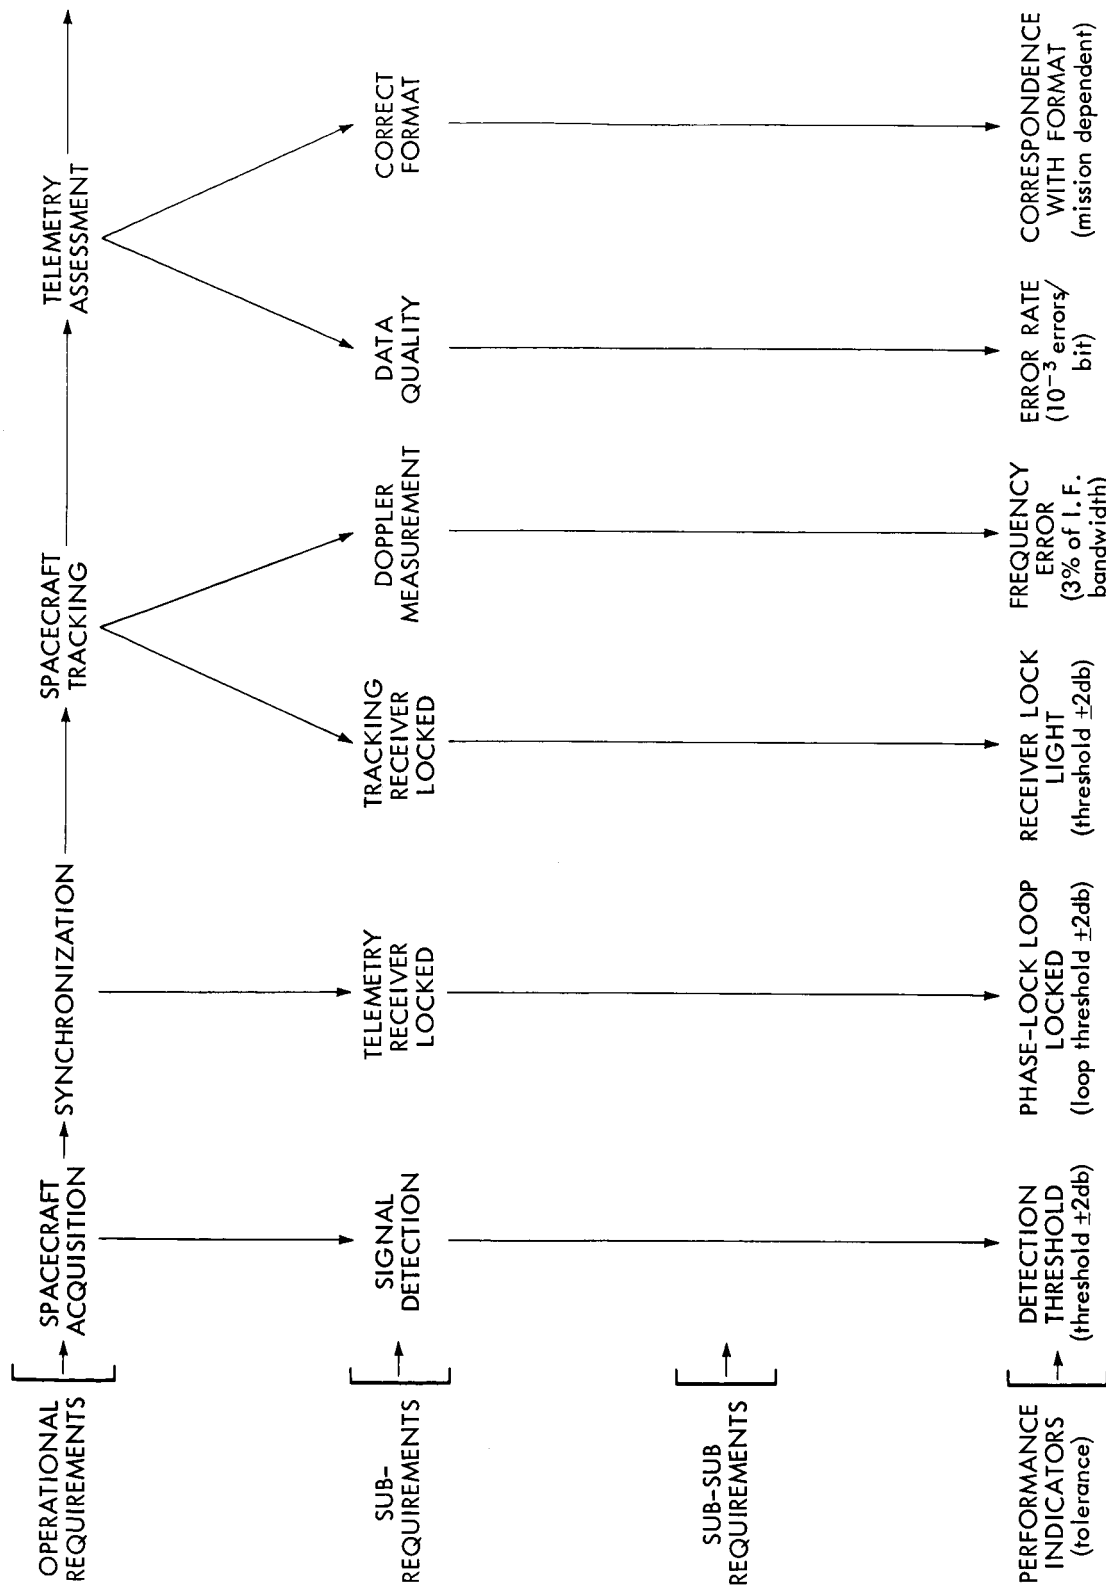 OPERATIONAL
REQUIREMENTS
SPACECRAFT
ACQUISITION
SYNCHRONIZATION
SPACECRAFT
TRACKING
TELEMETRY
ASSESSMENT
SUB-
REQUIREMENTS
SIGNAL
DETECTION
TELEMETRY
RECEIVER
LOCKED
TRACKING
RECEIVER
LOCKED
DOPPLER
MEASUREMENT
DATA
QUALITY
CORRECT
FORMAT
SUB-SUB
REQUIREMENTS
PERFORMANCE
INDICATORS
(tolerance)
DETECTION
THRESHOLD
(threshold ±2db)
PHASE-LOCK LOOP
LOCKED
(loop threshold ±2db)
RECEIVER LOCK
LIGHT
(threshold ±2db)
FREQUENCY
ERROR
(3% of I.F.
bandwidth)
ERROR RATE
(10⁻³ errors/
bit)
CORRESPONDENCE
WITH FORMAT
(mission dependent)